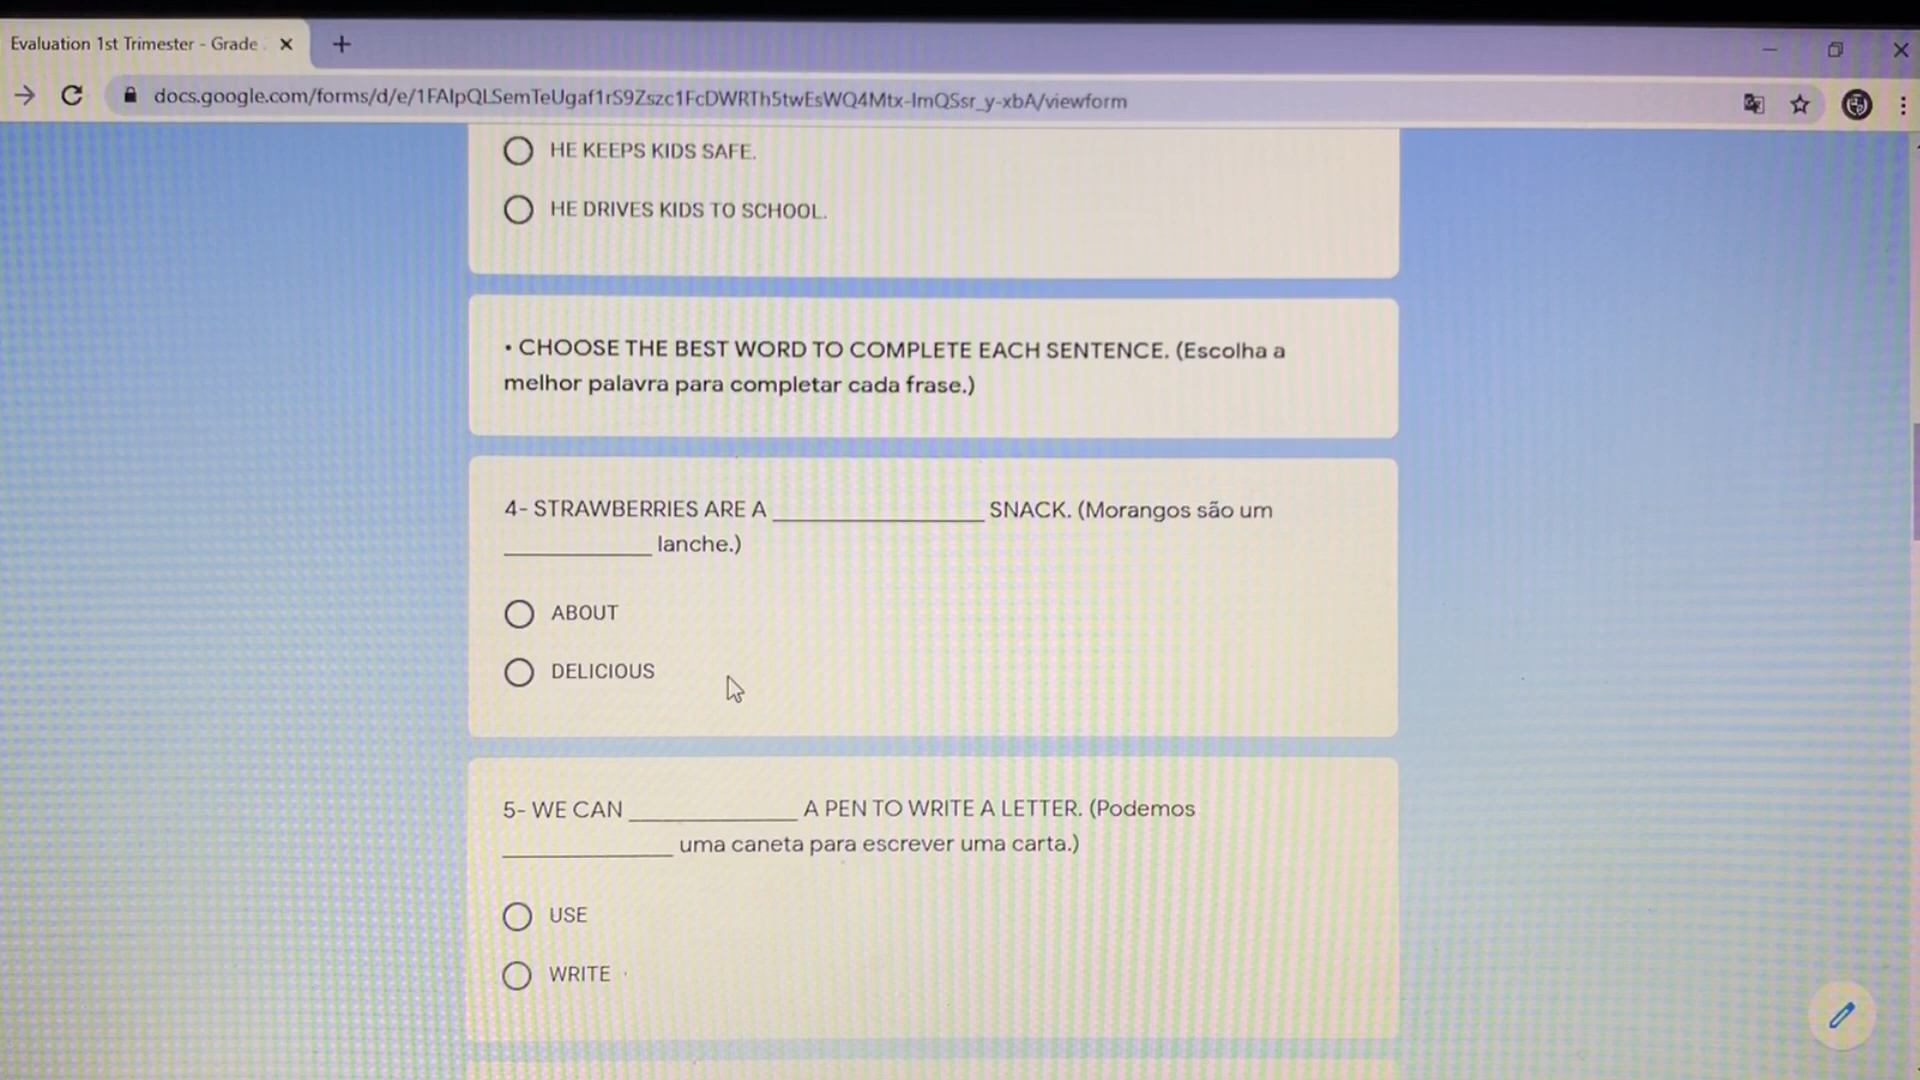 Evaluation 1st Trimester - Grade
docs.google.com/forms/d/e/1FAIpQLSemTeUgaf1rS9Zszc1FcDWRTh5twEsWQ4Mtx-ImQSsr_y-xbA/viewform
HE KEEPS KIDS SAFE.
HE DRIVES KIDS TO SCHOOL.
• CHOOSE THE BEST WORD TO COMPLETE EACH SENTENCE. (Escolha a
melhor palavra para completar cada frase.)
4- STRAWBERRIES ARE A ________________ SNACK. (Morangos são um
___________ lanche.)
ABOUT
DELICIOUS
5- WE CAN _____________ A PEN TO WRITE A LETTER. (Podemos
_____________ uma caneta para escrever uma carta.)
USE
WRITE